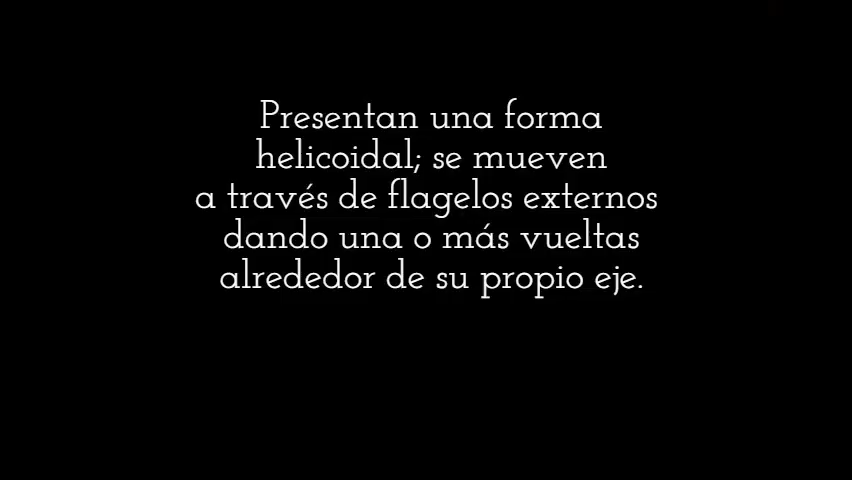 Presentan una forma
helicoidal; se mueven
a través de flagelos externos
dando una o más vueltas
alrededor de su propio eje.